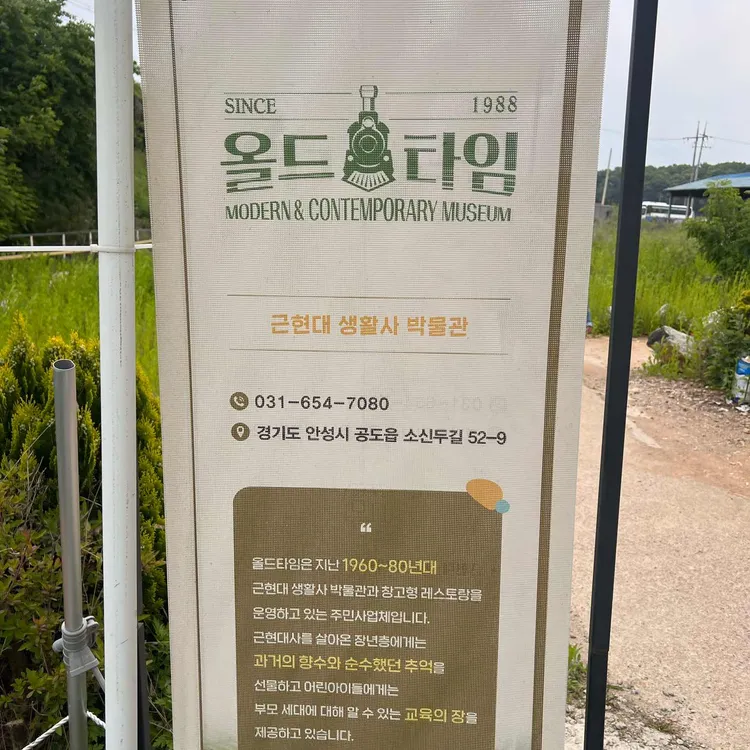 SINCE 1988
올드타임
MODERN & CONTEMPORARY MUSEUM
근현대 생활사 박물관
031-654-7080
경기도 안성시 공도읍 소신두길 52-9
“
올드타임은 지난 1960~80년대
근현대 생활사 박물관과 창고형 레스토랑을
운영하고 있는 주민사업체입니다.
근현대사를 살아온 장년층에게는
과거의 향수와 순수했던 추억을
선물하고 어린아이들에게는
부모 세대에 대해 알 수 있는 교육의 장을
제공하고 있습니다.